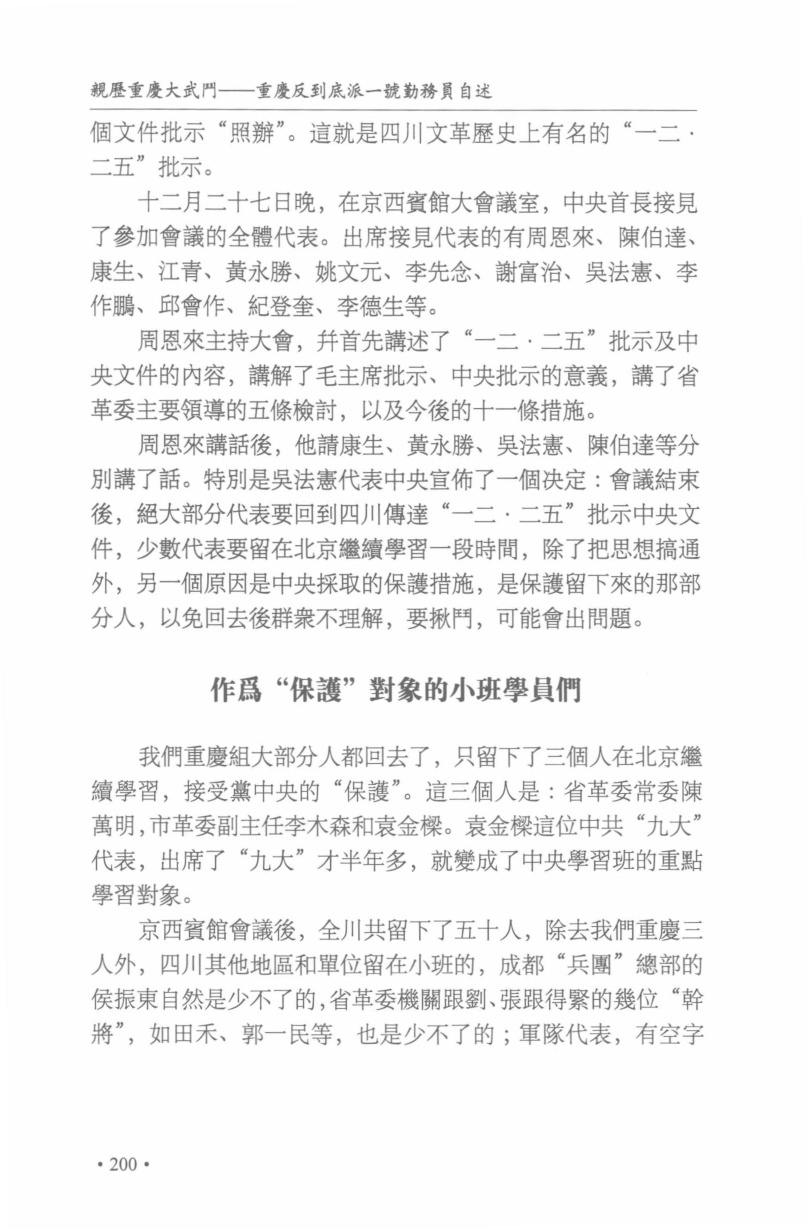 親歷重慶大武鬥——重慶反到底派一號勤務員自述
個文件批示“照辦”。這就是四川文革歷史上有名的“一二·
二五”批示。
十二月二十七日晚，在京西賓館大會議室，中央首長接見
了參加會議的全體代表。出席接見代表的有周恩來、陳伯達、
康生、江青、黃永勝、姚文元、李先念、謝富治、吳法憲、李
作鵬、邱會作、紀登奎、李德生等。
周恩來主持大會，幷首先講述了“一二·二五”批示及中
央文件的內容，講解了毛主席批示、中央批示的意義，講了省
革委主要領導的五條檢討，以及今後的十一條措施。
周恩來講話後，他請康生、黃永勝、吳法憲、陳伯達等分
別講了話。特別是吳法憲代表中央宣佈了一個決定：會議結束
後，絕大部分代表要回到四川傳達“一二·二五”批示中央文
件，少數代表要留在北京繼續學習一段時間，除了把思想搞通
外，另一個原因是中央採取的保護措施，是保護留下來的那部
分人，以免回去後群衆不理解，要揪鬥，可能會出問題。
作爲“保護”對象的小班學員們
我們重慶組大部分人都回去了，只留下了三個人在北京繼
續學習，接受黨中央的“保護”。這三個人是：省革委常委陳
萬明，市革委副主任李木森和袁金樑。袁金樑這位中共“九大”
代表，出席了“九大”才半年多，就變成了中央學習班的重點
學習對象。
京西賓館會議後，全川共留下了五十人，除去我們重慶三
人外，四川其他地區和單位留在小班的，成都“兵團”總部的
侯振東自然是少不了的，省革委機關跟劉、張跟得緊的幾位“幹
將”，如田禾、郭一民等，也是少不了的；軍隊代表，有空字
·200·